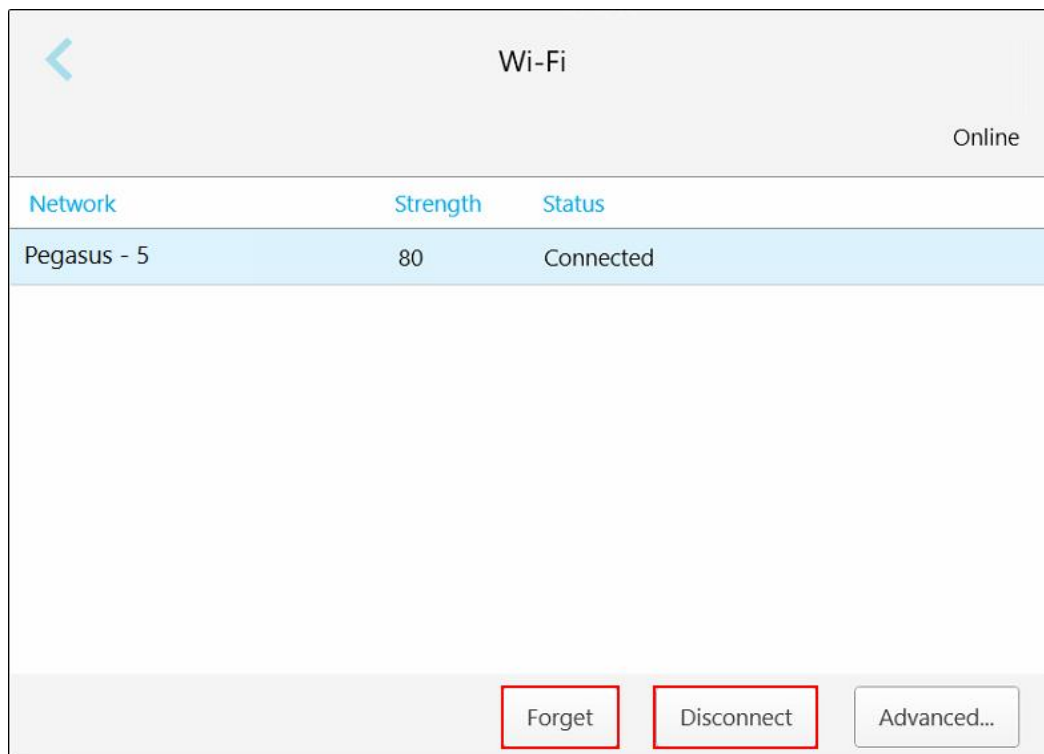 Wi-Fi
Online
Network Strength Status
Pegasus - 5 80 Connected
Forget Disconnect Advanced...